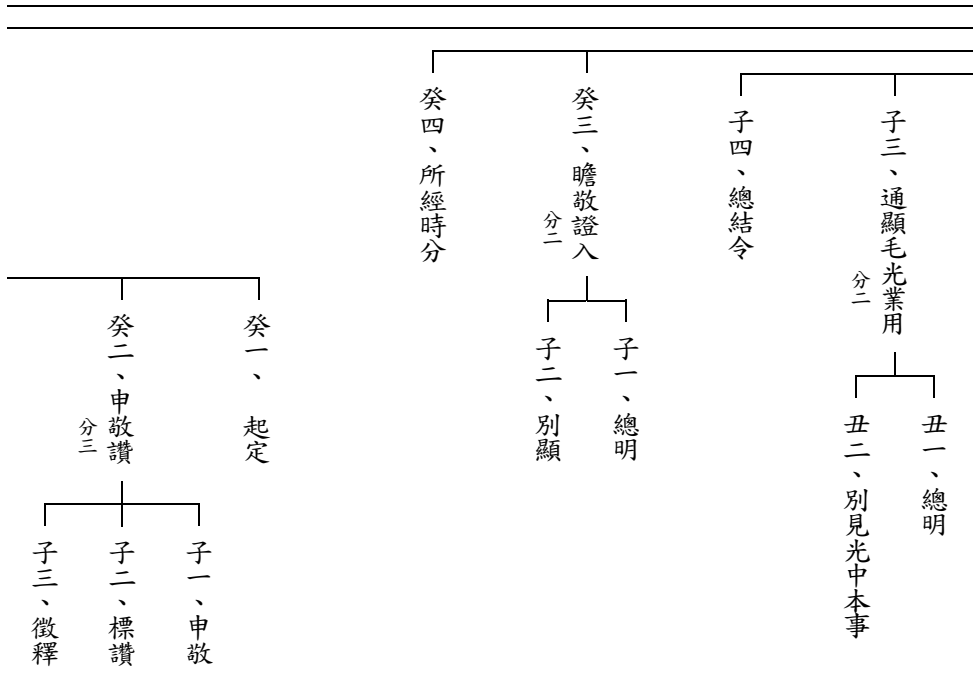 子三、通顯毛光業用
分二
丑一、總明
丑二、別見光中本事
子四、總結令
癸三、瞻敬證入
分二
子一、總明
子二、別顯
癸四、所經時分
癸一、 起定
癸二、申敬讚
分三
子一、申敬
子二、標讚
子三、徵釋